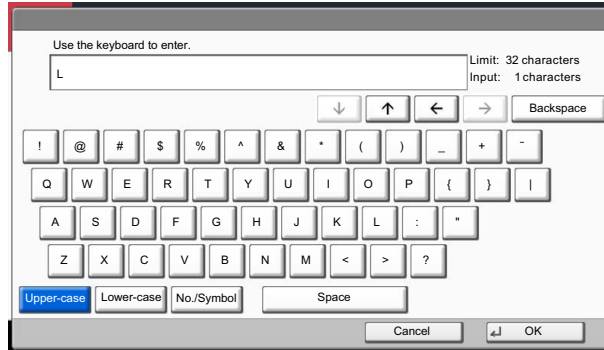 Use the keyboard to enter.
L
Limit: 32 characters
Input: 1 characters
↓ ↑ ← → Backspace
! @ # $ % ^ & * ( ) _ + ~
Q W E R T Y U I O P { } |
A S D F G H J K L : "
Z X C V B N M < > ?
Upper-case Lower-case No./Symbol Space
Cancel OK